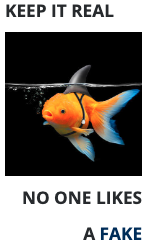 KEEP IT REAL
NO ONE LIKES
A FAKE